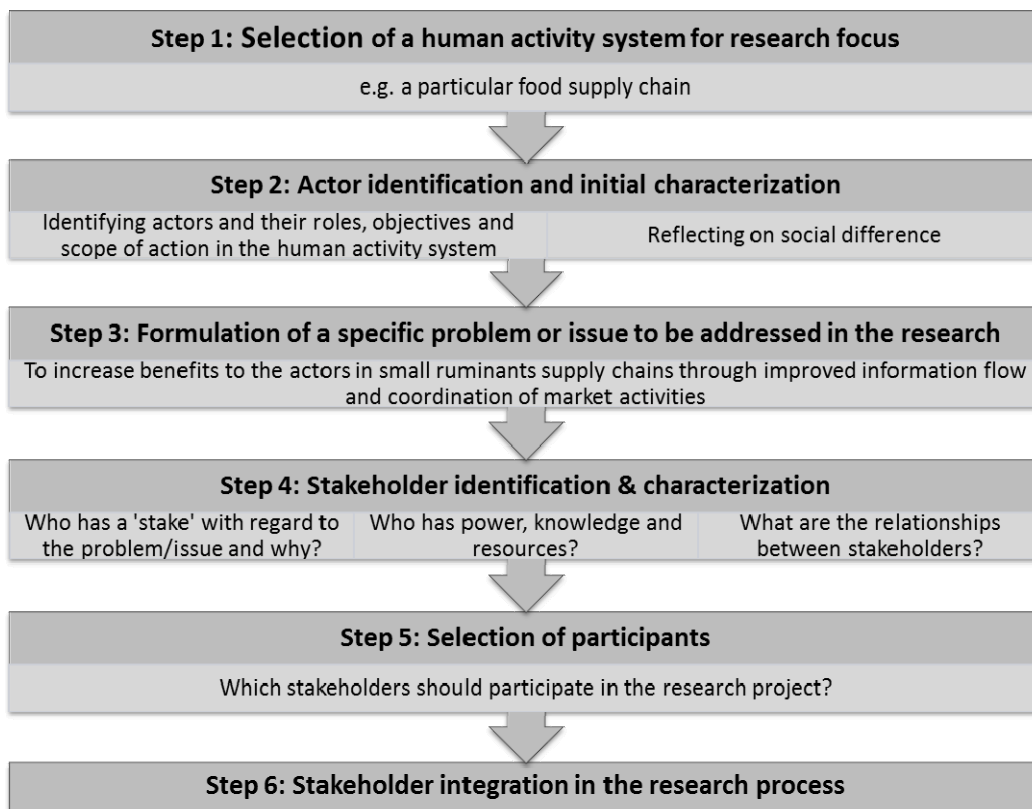 Step 1: Selection of a human activity system for research focus
e.g. a particular food supply chain
Step 2: Actor identification and initial characterization
Identifying actors and their roles, objectives and
scope of action in the human activity system
Reflecting on social difference
Step 3: Formulation of a specific problem or issue to be addressed in the research
To increase benefits to the actors in small ruminants supply chains through improved information flow
and coordination of market activities
Step 4: Stakeholder identification & characterization
Who has a 'stake' with regard to
the problem/issue and why?
Who has power, knowledge and
resources?
What are the relationships
between stakeholders?
Step 5: Selection of participants
Which stakeholders should participate in the research project?
Step 6: Stakeholder integration in the research process